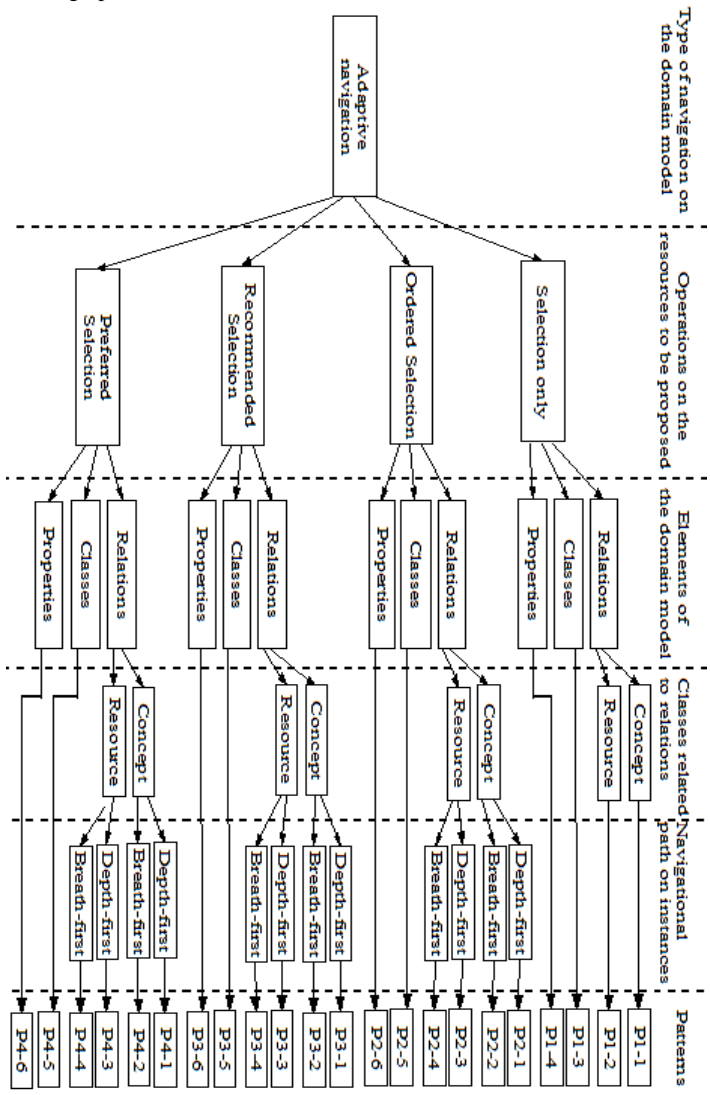 Type of navigation on
the domain model
Operations on the
resources to be proposed
Elements of
the domain model
Classes related
to relations
Navigational
path on instances
Patterns
Adaptive
navigation
Selection only
Ordered Selection
Recommended
Selection
Preferred
Selection
Relations
Classes
Properties
Relations
Classes
Properties
Relations
Classes
Properties
Relations
Classes
Properties
Concept
Resource
Concept
Resource
Concept
Resource
Concept
Resource
Depth-first
Breath-first
Depth-first
Breath-first
Depth-first
Breath-first
Depth-first
Breath-first
Depth-first
Breath-first
Depth-first
Breath-first
P1-1
P1-2
P1-3
P1-4
P2-1
P2-2
P2-3
P2-4
P2-5
P2-6
P3-1
P3-2
P3-3
P3-4
P3-5
P3-6
P4-1
P4-2
P4-3
P4-4
P4-5
P4-6